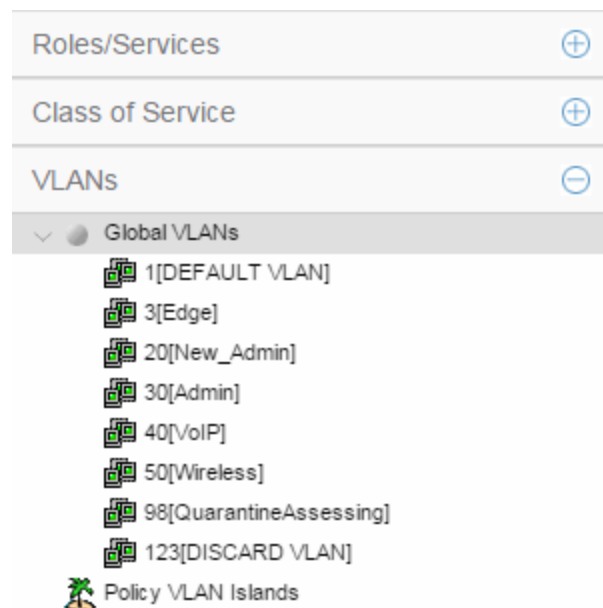 Roles/Services
Class of Service
VLANs
Global VLANs
1[DEFAULT VLAN]
3[Edge]
20[New_Admin]
30[Admin]
40[VoIP]
50[Wireless]
98[QuarantineAssessing]
123[DISCARD VLAN]
Policy VLAN Islands